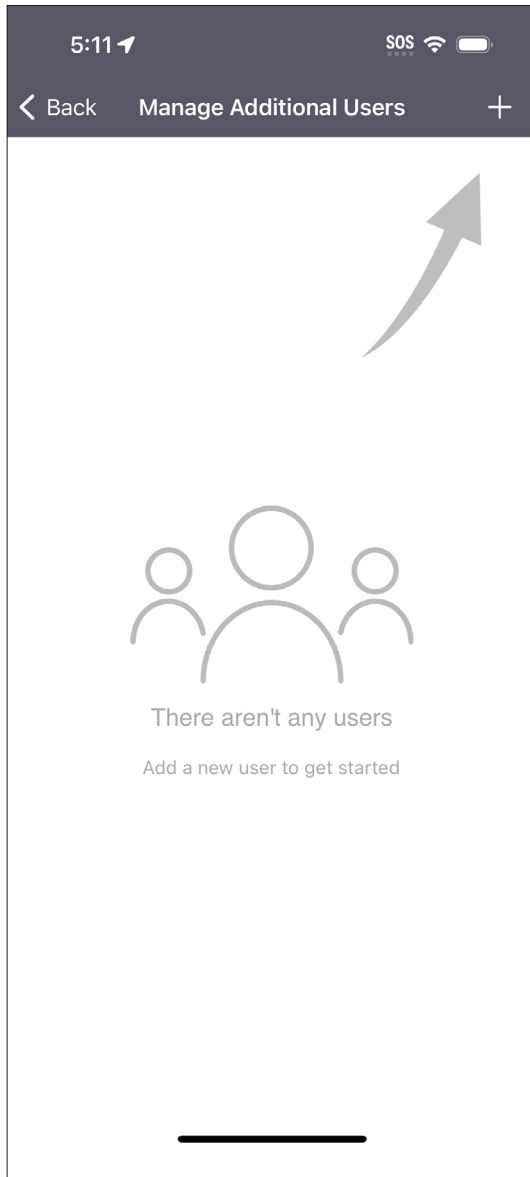 5:11
SOS
Back
Manage Additional Users
+
There aren't any users
Add a new user to get started